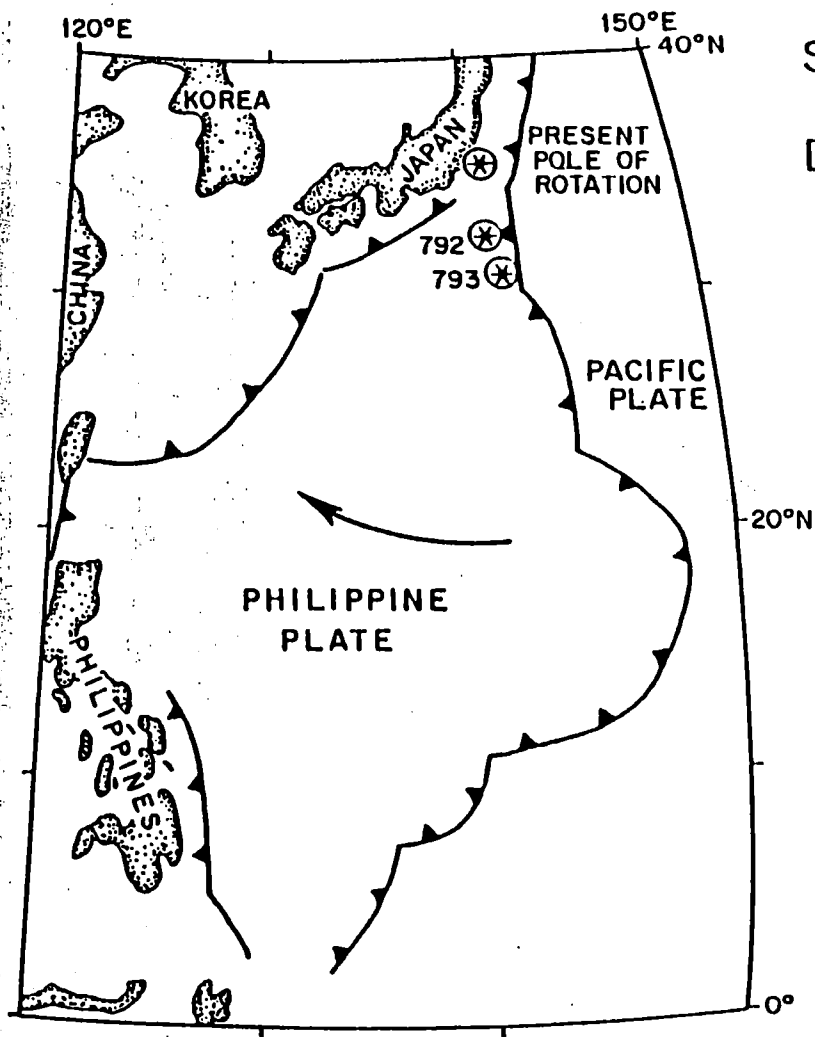 120°E
150°E
40°N
S
KOREA
JAPAN
PRESENT
POLE OF
ROTATION
792
793
CHINA
PACIFIC
PLATE
20°N
PHILIPPINE
PLATE
PHILIPPINES
0°